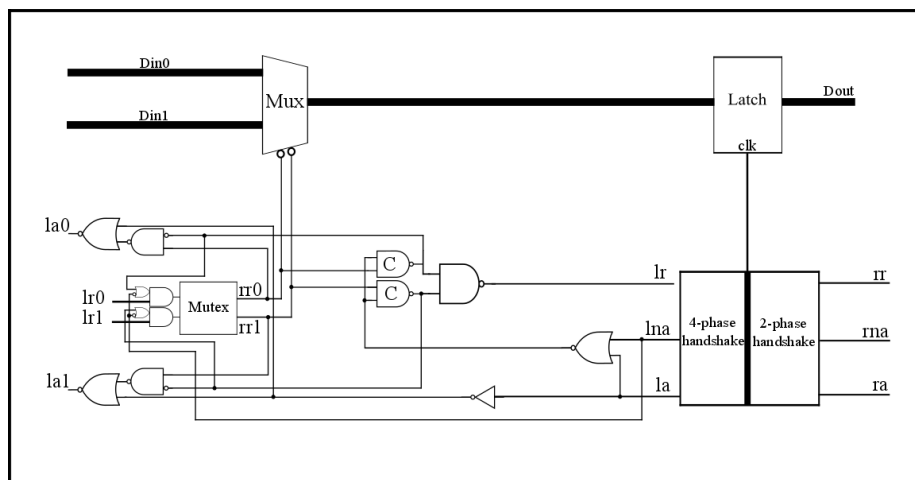 Din0
Din1
Mux
Latch
Dout
clk
la0
lr0
lr1
Mutex
rr0
rr1
la1
C
C
lr
lna
la
4-phase
handshake
2-phase
handshake
rr
rna
ra